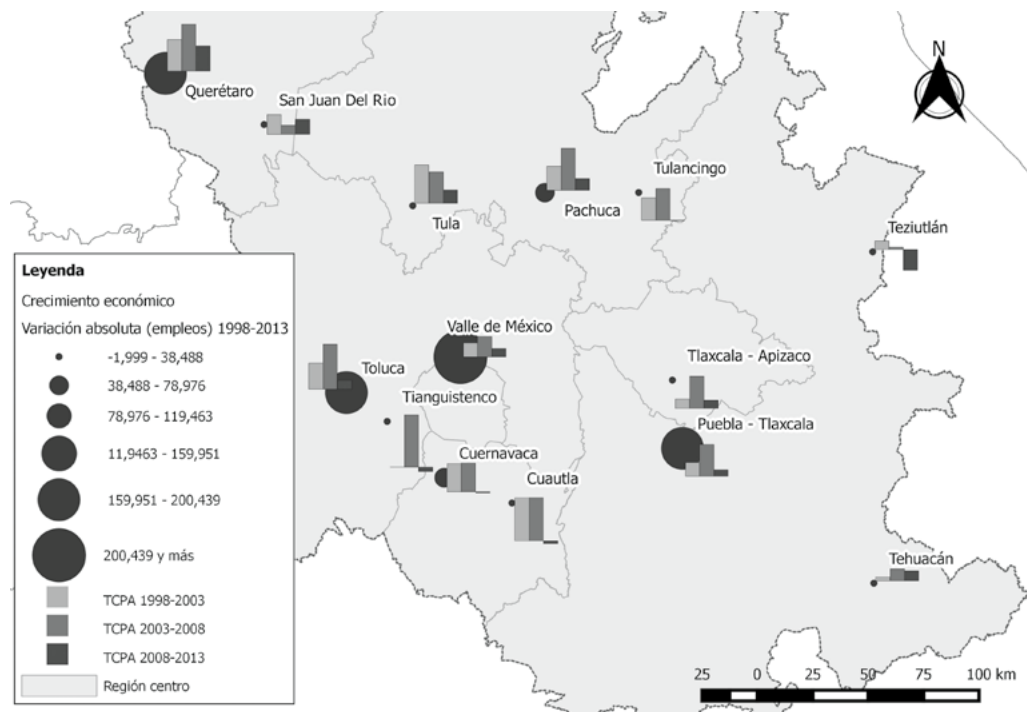 N
Querétaro
San Juan Del Rio
Tula
Pachuca
Tulancingo
Teziutlán
Valle de México
Toluca
Tianguistenco
Tlaxcala - Apizaco
Puebla - Tlaxcala
Cuernavaca
Cuautla
Tehuacán
Leyenda
Crecimiento económico
Variación absoluta (empleos) 1998-2013
-1,999 - 38,488
38,488 - 78,976
78,976 - 119,463
11,9463 - 159,951
159,951 - 200,439
200,439 y más
TCPA 1998-2003
TCPA 2003-2008
TCPA 2008-2013
Región centro
25 0 25 50 75 100 km